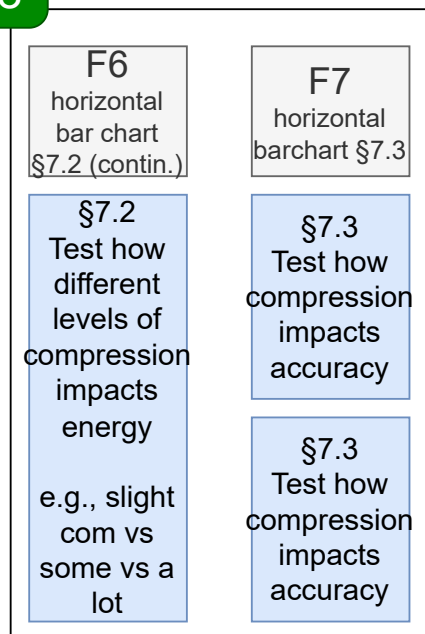 F6
horizontal
bar chart
§7.2 (contin.)
§7.2
Test how
different
levels of
compression
impacts
energy
e.g., slight
com vs
some vs a
lot
F7
horizontal
barchart §7.3
§7.3
Test how
compression
impacts
accuracy
§7.3
Test how
compression
impacts
accuracy